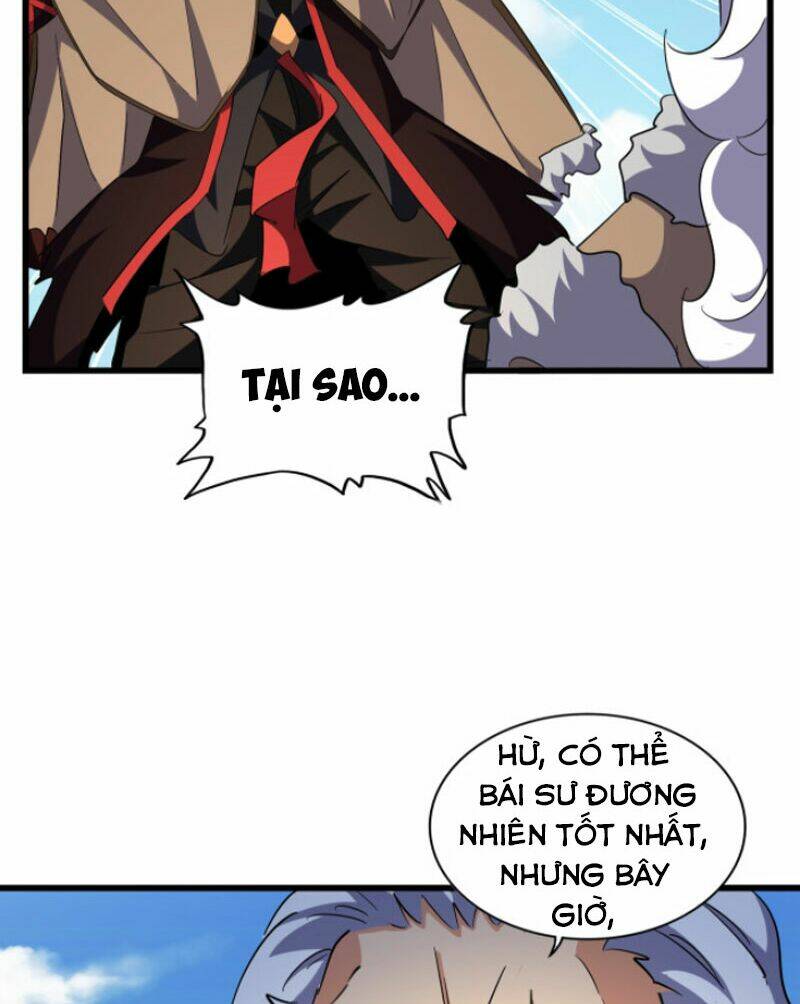 TẠI SAO...
HỪ, CÓ THỂ
BÁI SƯ ĐƯƠNG
NHIÊN TỐT NHẤT,
NHƯNG BÂY
GIỜ,